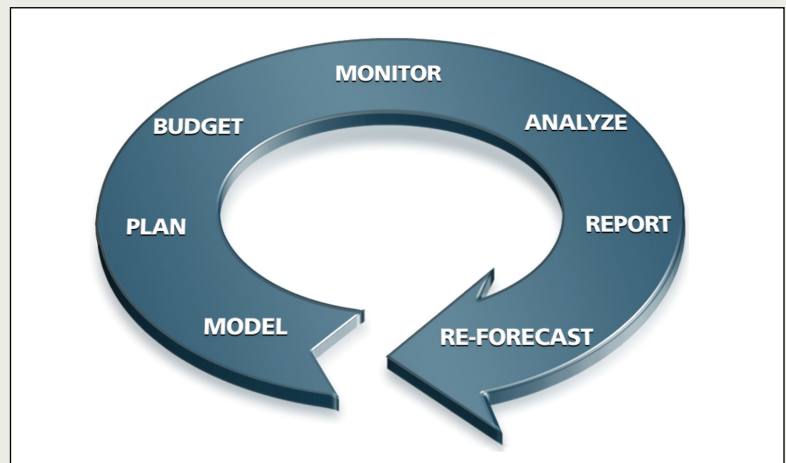 MODEL
PLAN
BUDGET
MONITOR
ANALYZE
REPORT
RE-FORECAST